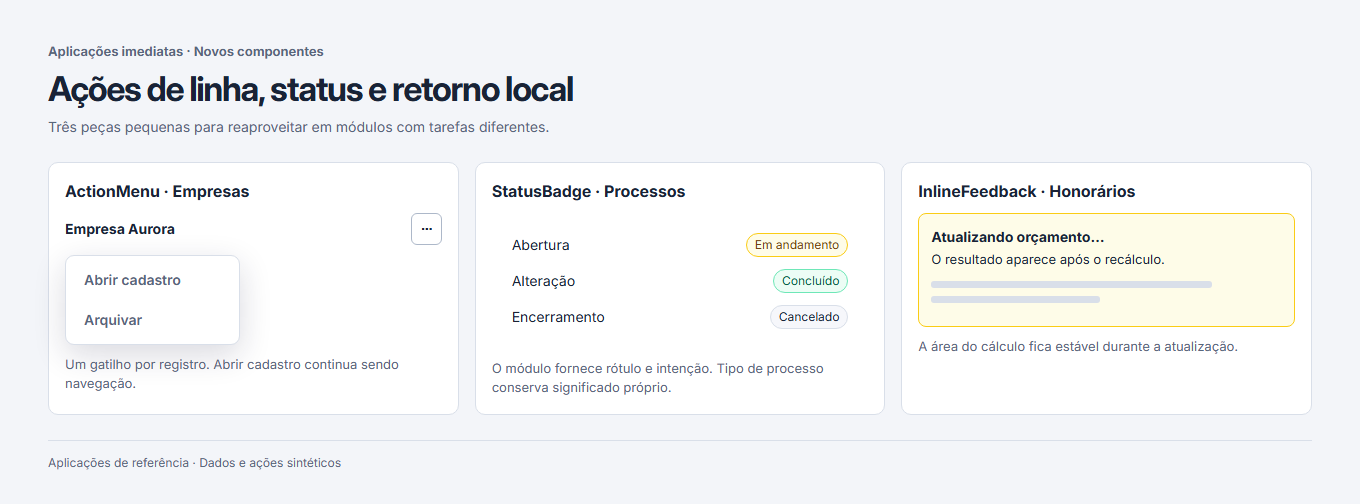 Aplicações imediatas · Novos componentes
Ações de linha, status e retorno local
Três peças pequenas para reaproveitar em módulos com tarefas diferentes.
ActionMenu · Empresas
Empresa Aurora
...
Abrir cadastro
Arquivar
Um gatilho por registro. Abrir cadastro continua sendo
navegação.
StatusBadge · Processos
Abertura
Em andamento
Alteração
Concluído
Encerramento
Cancelado
O módulo fornece rótulo e intenção. Tipo de processo
conserva significado próprio.
InlineFeedback · Honorários
Atualizando orçamento...
O resultado aparece após o recálculo.
A área do cálculo fica estável durante a atualização.
Aplicações de referência · Dados e ações sintéticos